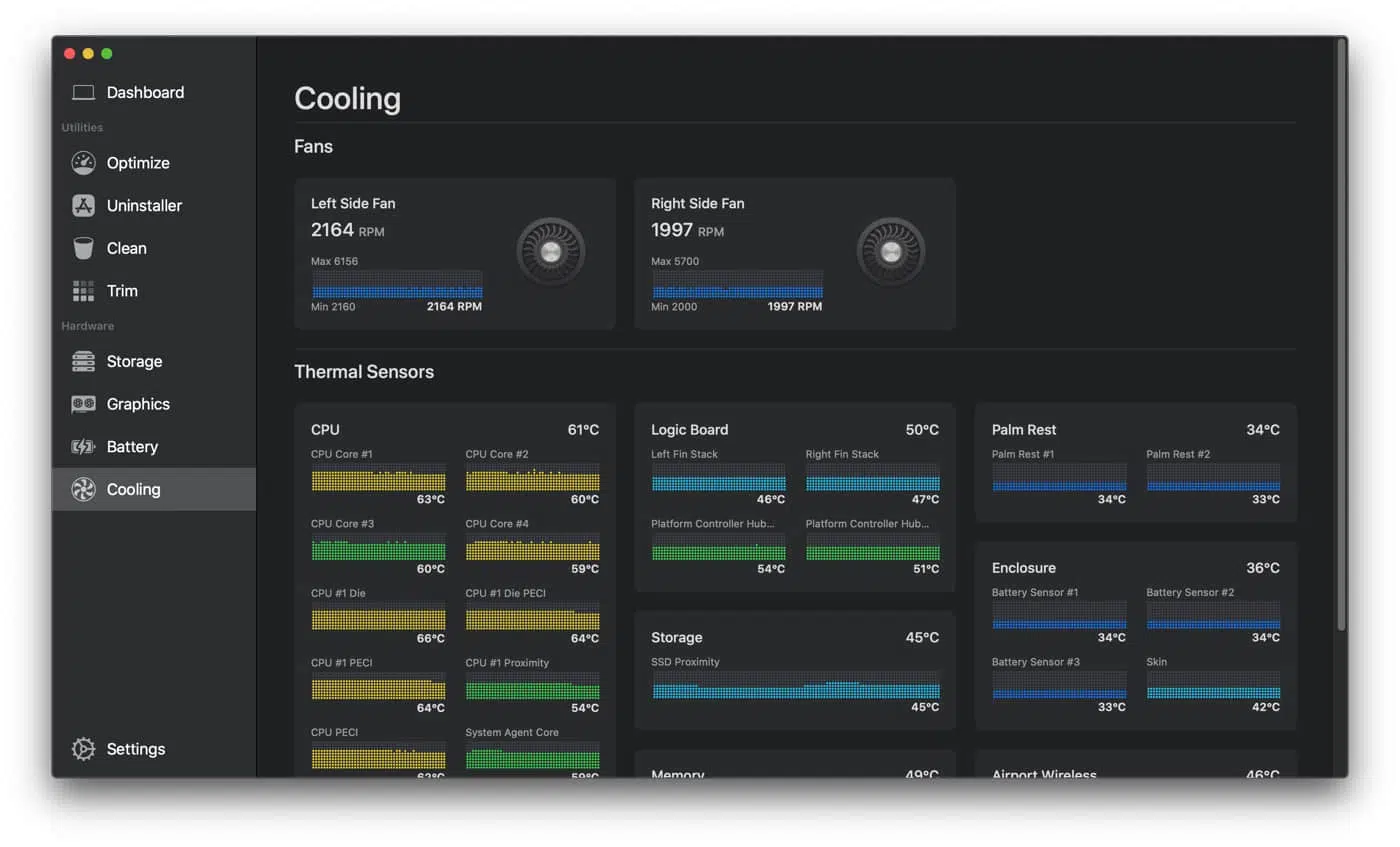 Dashboard
Utilities
Optimize
Uninstaller
Clean
Trim
Hardware
Storage
Graphics
Battery
Cooling
Settings
Cooling
Fans
Left Side Fan
2164 RPM
Max 6156
Min 2160 2164 RPM
Right Side Fan
1997 RPM
Max 5700
Min 2000 1997 RPM
Thermal Sensors
CPU 61°C
CPU Core #1 CPU Core #2
63°C 60°C
CPU Core #3 CPU Core #4
60°C 59°C
CPU #1 Die CPU #1 Die PECI
66°C 64°C
CPU #1 PECI CPU #1 Proximity
64°C 54°C
CPU PECI System Agent Core
62°C 59°C
Logic Board 50°C
Left Fin Stack Right Fin Stack
46°C 47°C
Platform Controller Hub... Platform Controller Hub...
54°C 51°C
Storage 45°C
SSD Proximity
45°C
Memory 49°C
Palm Rest 34°C
Palm Rest #1 Palm Rest #2
34°C 33°C
Enclosure 36°C
Battery Sensor #1 Battery Sensor #2
34°C 34°C
Battery Sensor #3 Skin
33°C 42°C
Airport Wireless 46°C